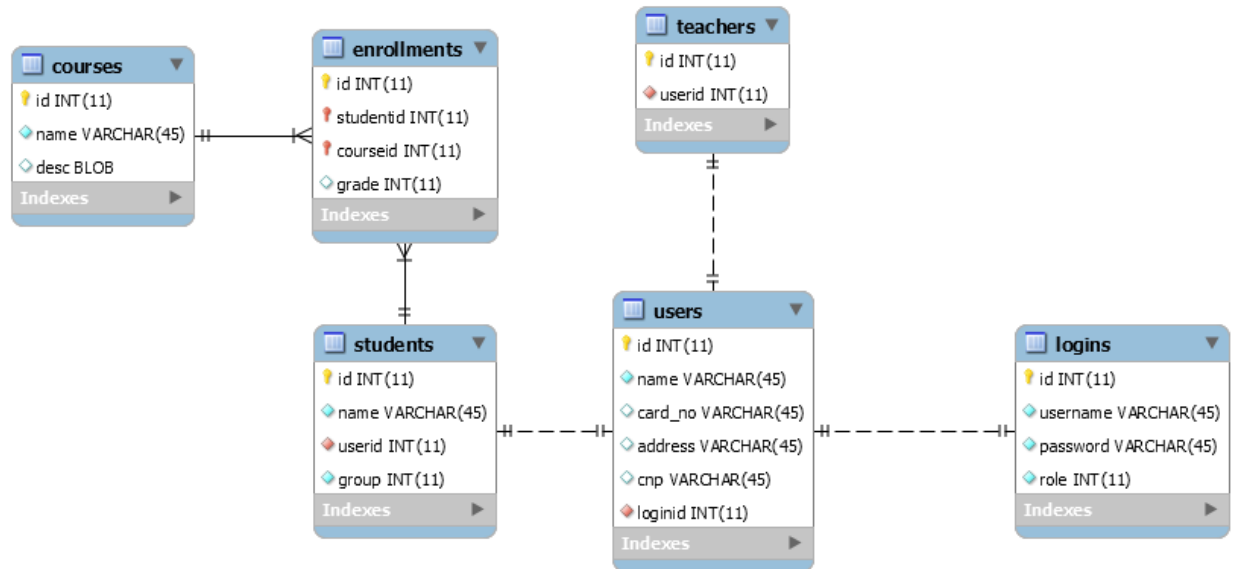 courses
id INT(11)
name VARCHAR(45)
desc BLOB
Indexes
enrollments
id INT(11)
studentid INT(11)
courseid INT(11)
grade INT(11)
Indexes
teachers
id INT(11)
userid INT(11)
Indexes
students
id INT(11)
name VARCHAR(45)
userid INT(11)
group INT(11)
Indexes
users
id INT(11)
name VARCHAR(45)
card_no VARCHAR(45)
address VARCHAR(45)
cnp VARCHAR(45)
loginid INT(11)
Indexes
logins
id INT(11)
username VARCHAR(45)
password VARCHAR(45)
role INT(11)
Indexes